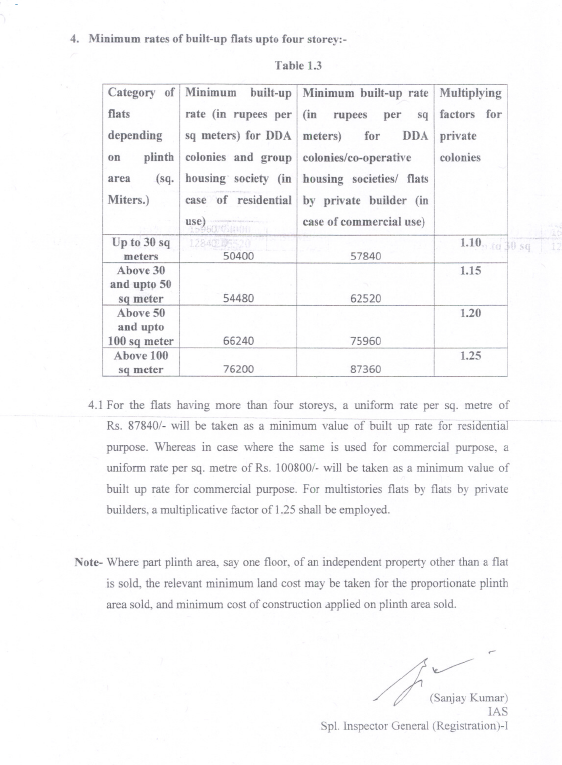 4. Minimum rates of built-up flats upto four storey:-
Table 1.3
Category of flats depending on plinth area (sq. Miters.)
Minimum built-up rate (in rupees per sq meters) for DDA colonies and group housing society (in case of residential use)
Minimum built-up rate (in rupees per sq meters) for DDA colonies/co-operative housing societies/ flats by private builder (in case of commercial use)
Multiplying factors for private colonies
Up to 30 sq meters 50400 57840 1.10
Above 30 and upto 50 sq meter 54480 62520 1.15
Above 50 and upto 100 sq meter 66240 75960 1.20
Above 100 sq meter 76200 87360 1.25
4.1 For the flats having more than four storeys, a uniform rate per sq. metre of
Rs. 87840/- will be taken as a minimum value of built up rate for residential
purpose. Whereas in case where the same is used for commercial purpose, a
uniform rate per sq. metre of Rs. 100800/- will be taken as a minimum value of
built up rate for commercial purpose. For multistories flats by flats by private
builders, a multiplicative factor of 1.25 shall be employed.
Note- Where part plinth area, say one floor, of an independent property other than a flat
is sold, the relevant minimum land cost may be taken for the proportionate plinth
area sold, and minimum cost of construction applied on plinth area sold.
(Sanjay Kumar)
IAS
Spl. Inspector General (Registration)-I